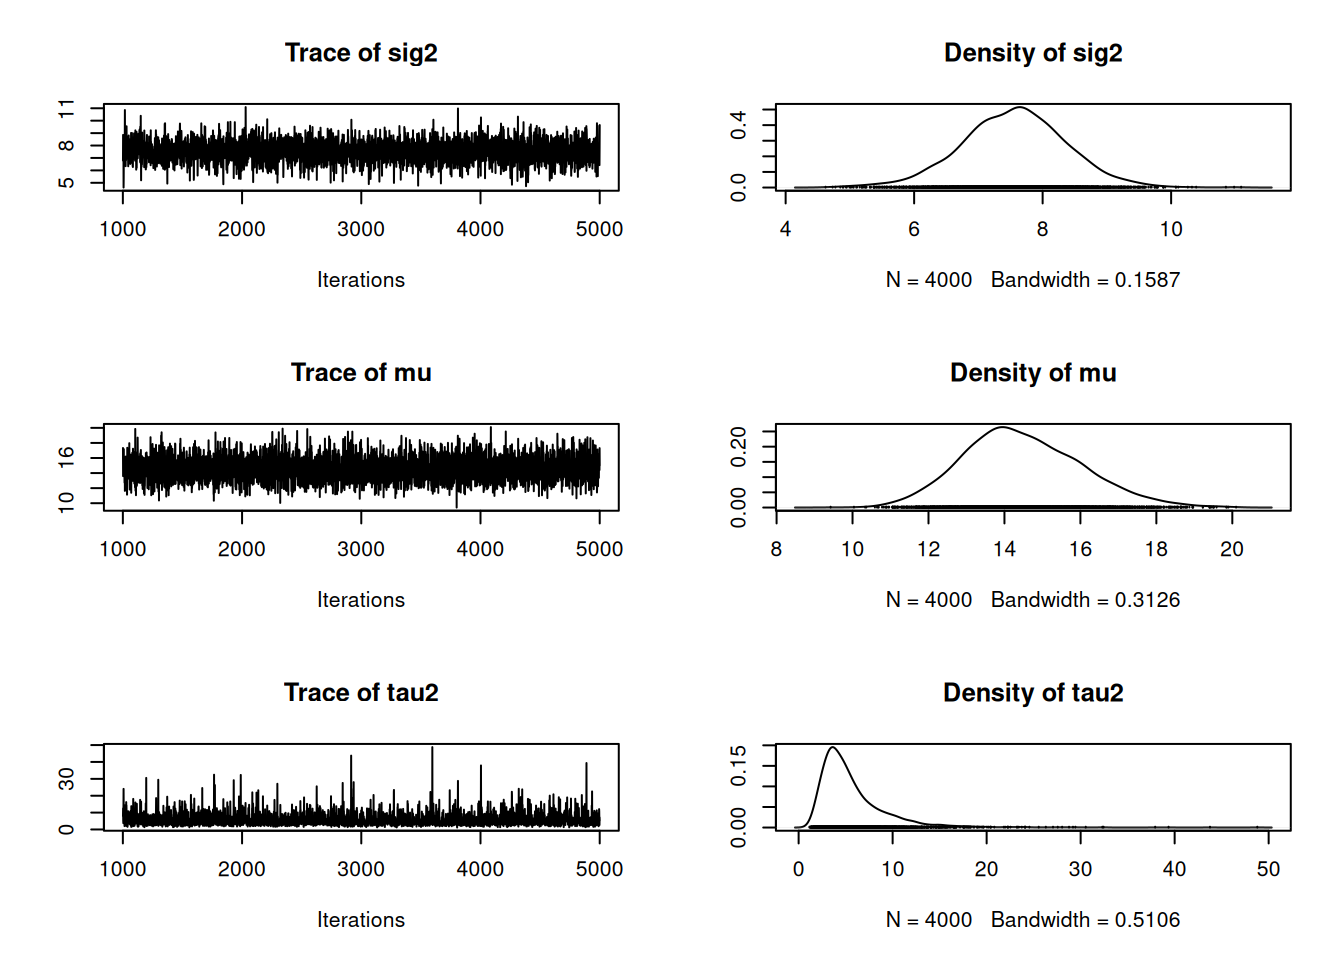 Trace of sig2
5 8 11
1000 2000 3000 4000 5000
Iterations
Density of sig2
0.0 0.4
4 6 8 10
N = 4000 Bandwidth = 0.1587
Trace of mu
10 16
1000 2000 3000 4000 5000
Iterations
Density of mu
0.00 0.20
8 10 12 14 16 18 20
N = 4000 Bandwidth = 0.3126
Trace of tau2
0 30
1000 2000 3000 4000 5000
Iterations
Density of tau2
0.00 0.15
0 10 20 30 40 50
N = 4000 Bandwidth = 0.5106